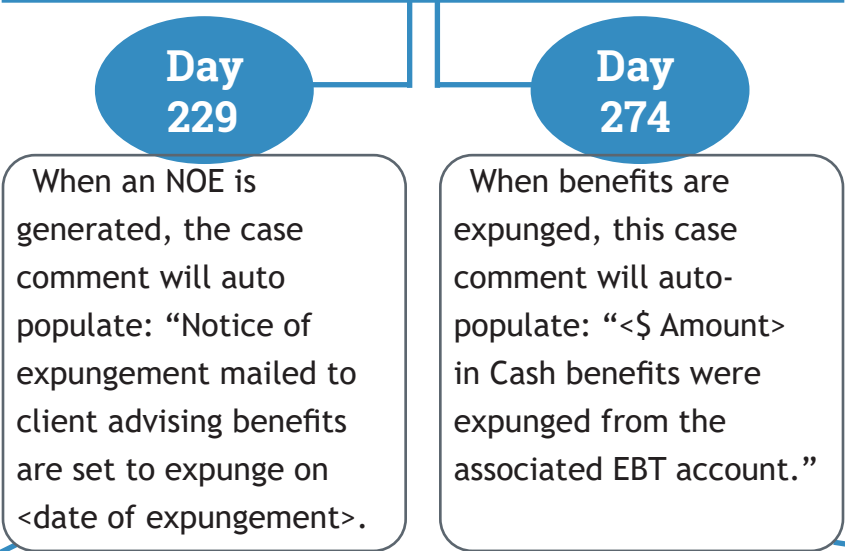 Day
229
When an NOE is
generated, the case
comment will auto
populate: “Notice of
expungement mailed to
client advising benefits
are set to expunge on
<date of expungement>.
Day
274
When benefits are
expunged, this case
comment will auto-
populate: “<$ Amount>
in Cash benefits were
expunged from the
associated EBT account.”